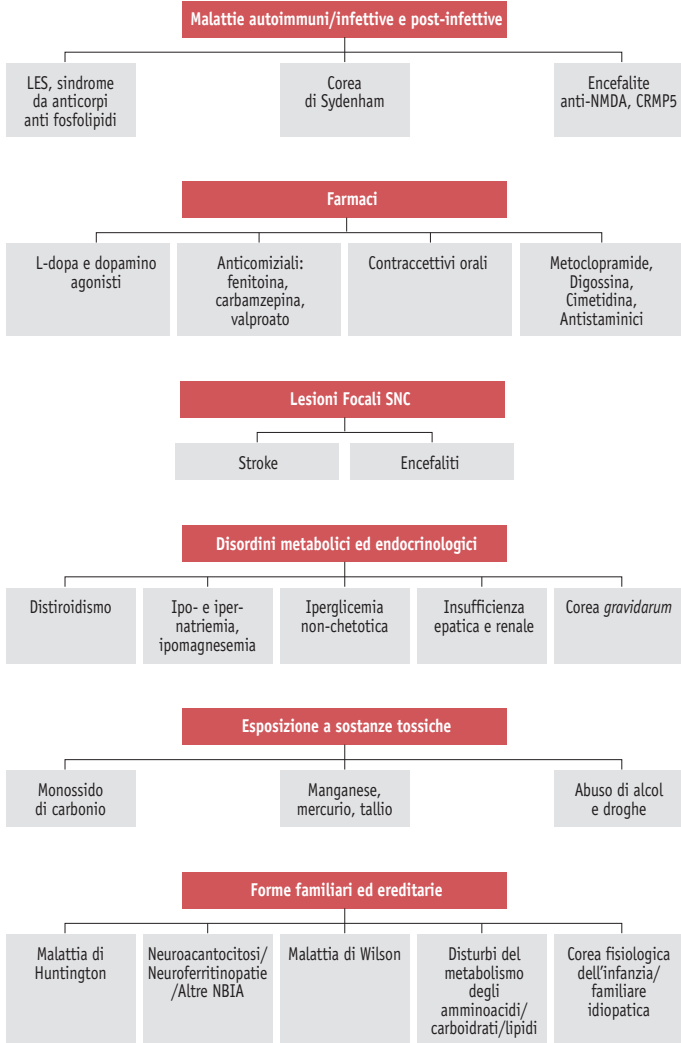 Malattie autoimmuni/infettive e post-infettive
LES, sindrome
da anticorpi
anti fosfolipidi
Corea
di Sydenham
Encefalite
anti-NMDA, CRMP5
Farmaci
L-dopa e dopamino
agonisti
Anticomiziali:
fenitoina,
carbamzepina,
valproato
Contraccettivi orali
Metoclopramide,
Digossina,
Cimetidina,
Antistaminici
Lesioni Focali SNC
Stroke
Encefaliti
Disordini metabolici ed endocrinologici
Distiroidismo
Ipo- e iper-
natriemia,
ipomagnesemia
Iperglicemia
non-chetotica
Insufficienza
epatica e renale
Corea gravidarum
Esposizione a sostanze tossiche
Monossido
di carbonio
Manganese,
mercurio, tallio
Abuso di alcol
e droghe
Forme familiari ed ereditarie
Malattia di
Huntington
Neuroacantocitosi/
Neuroferritinopatie
/Altre NBIA
Malattia di Wilson
Disturbi del
metabolismo
degli
amminoacidi/
carboidrati/lipidi
Corea fisiologica
dell'infanzia/
familiare
idiopatica